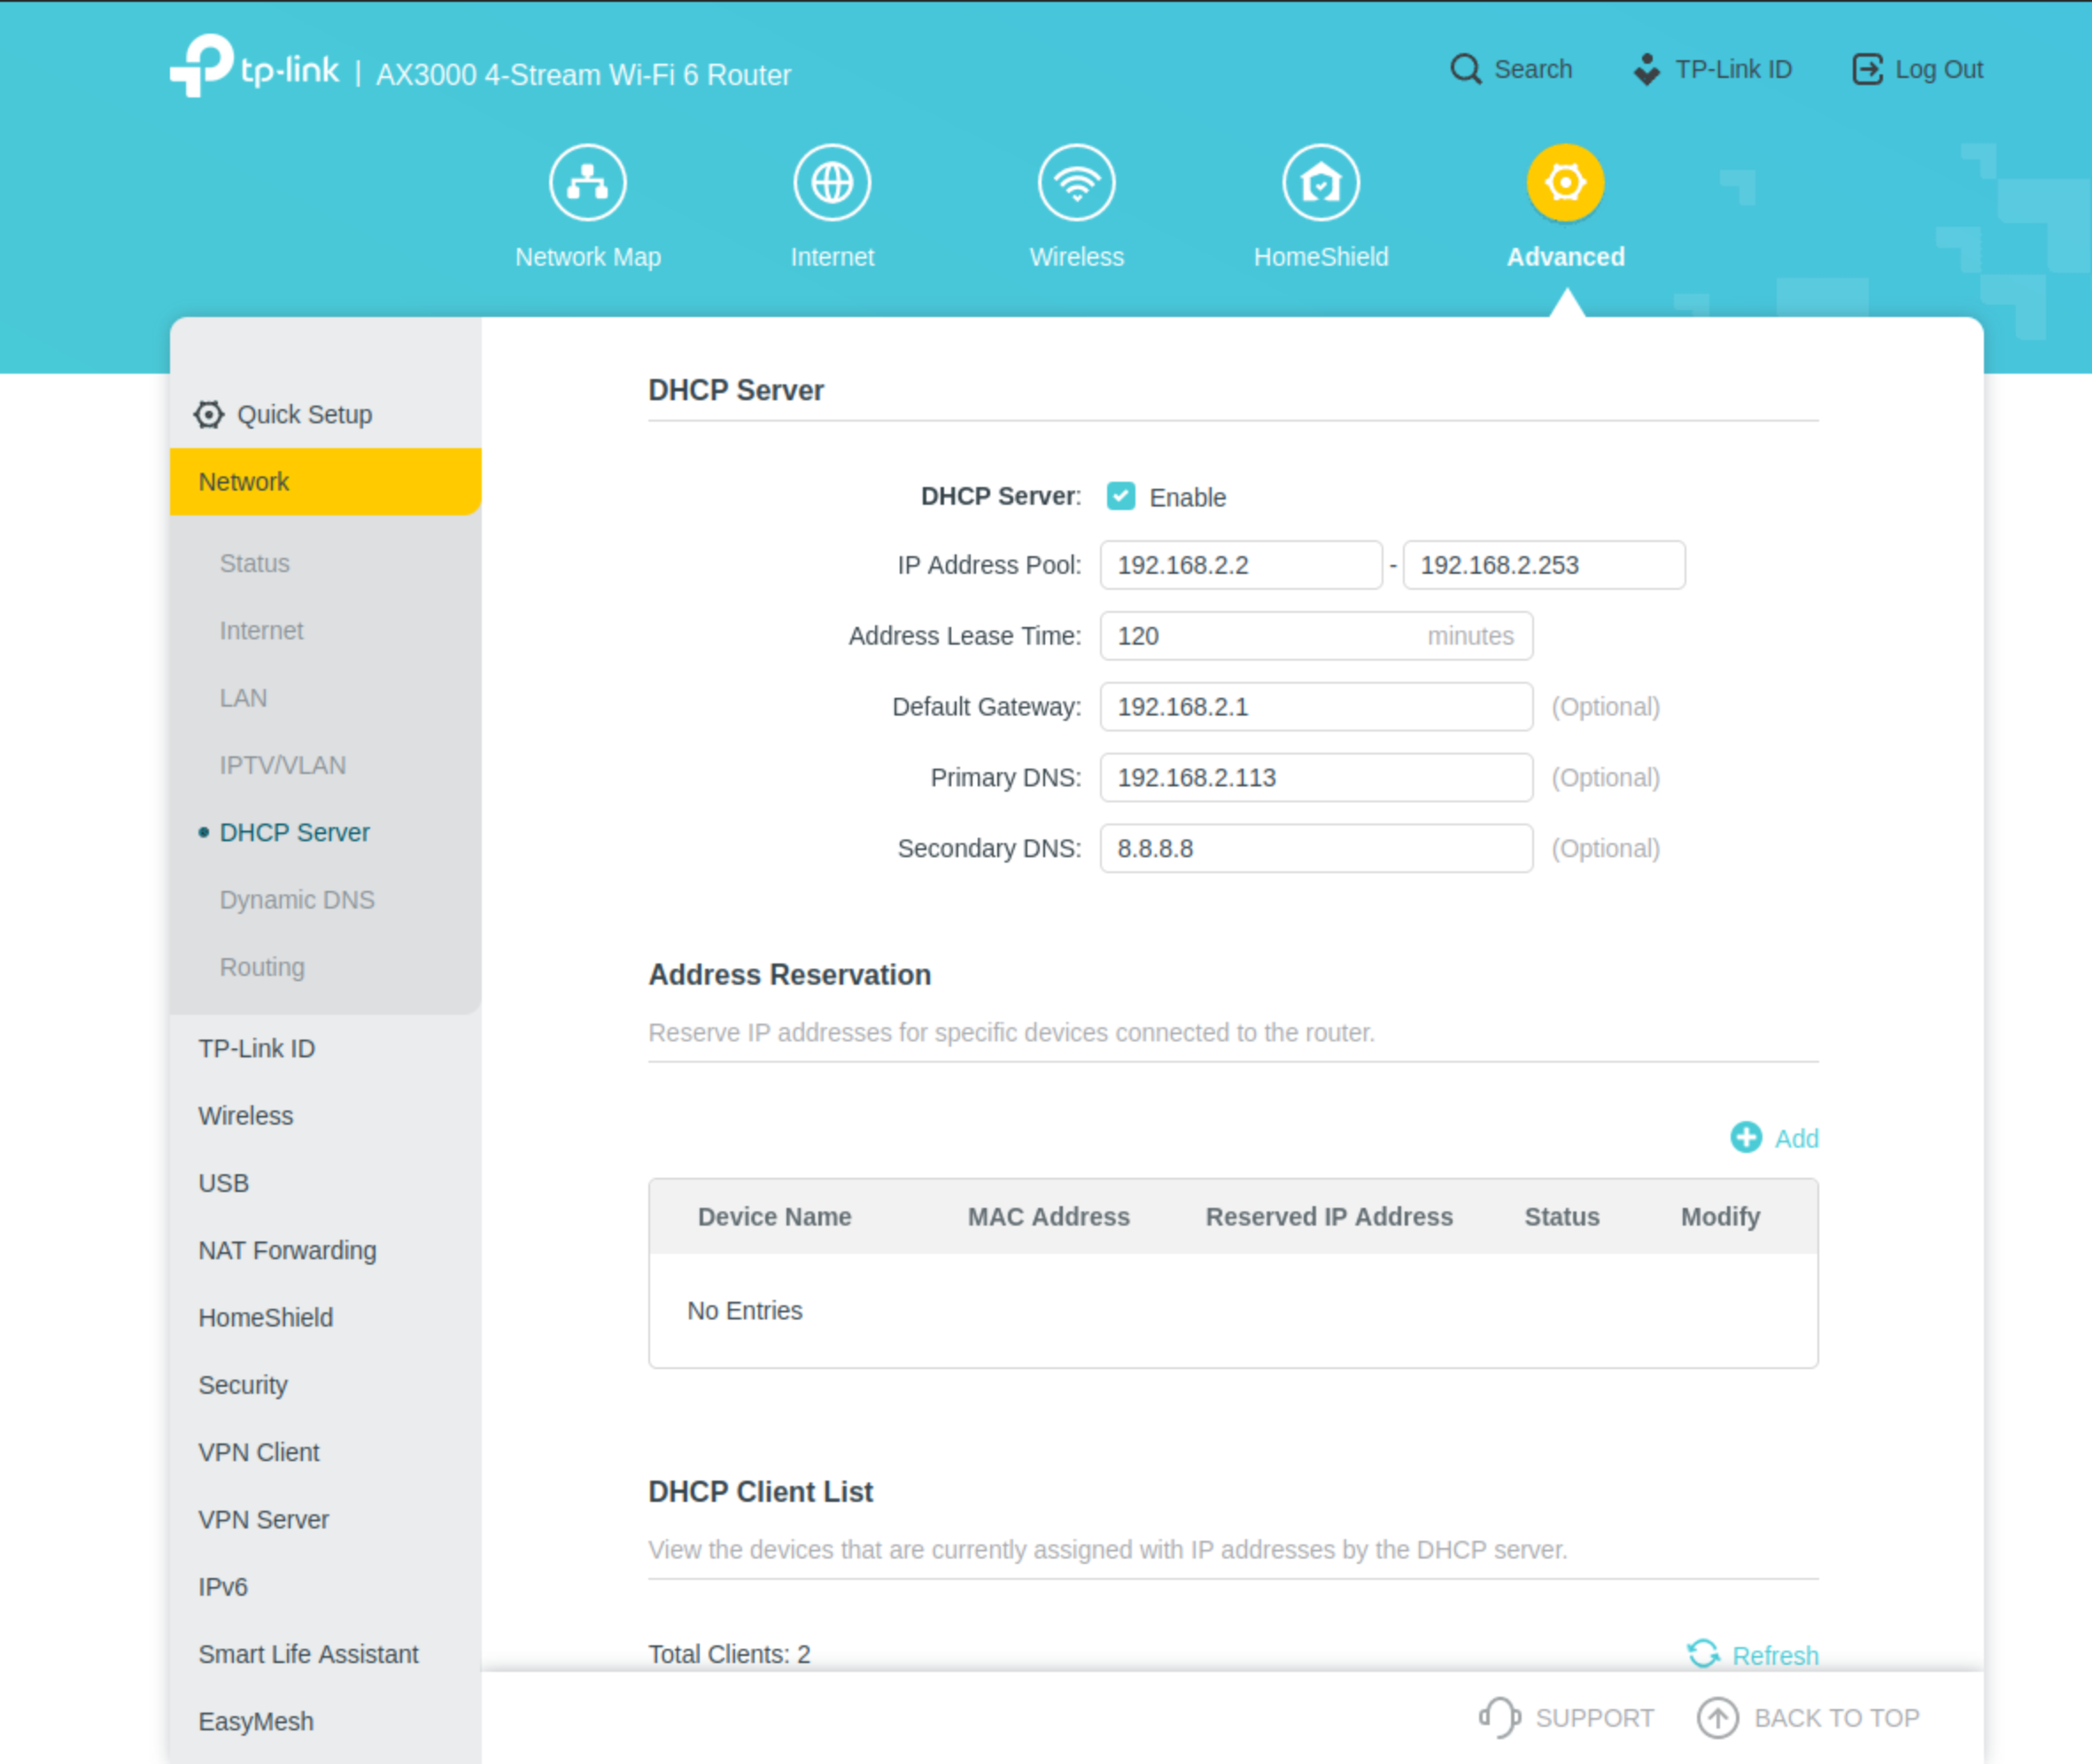 tp-link | AX3000 4-Stream Wi-Fi 6 Router
Search
TP-Link ID
Log Out
Network Map
Internet
Wireless
HomeShield
Advanced
Quick Setup
Network
Status
Internet
LAN
IPTV/VLAN
DHCP Server
Dynamic DNS
Routing
TP-Link ID
Wireless
USB
NAT Forwarding
HomeShield
Security
VPN Client
VPN Server
IPv6
Smart Life Assistant
EasyMesh
DHCP Server
DHCP Server: Enable
IP Address Pool: 192.168.2.2 - 192.168.2.253
Address Lease Time: 120 minutes
Default Gateway: 192.168.2.1 (Optional)
Primary DNS: 192.168.2.113 (Optional)
Secondary DNS: 8.8.8.8 (Optional)
Address Reservation
Reserve IP addresses for specific devices connected to the router.
Add
Device Name MAC Address Reserved IP Address Status Modify
No Entries
DHCP Client List
View the devices that are currently assigned with IP addresses by the DHCP server.
Total Clients: 2
Refresh
SUPPORT
BACK TO TOP